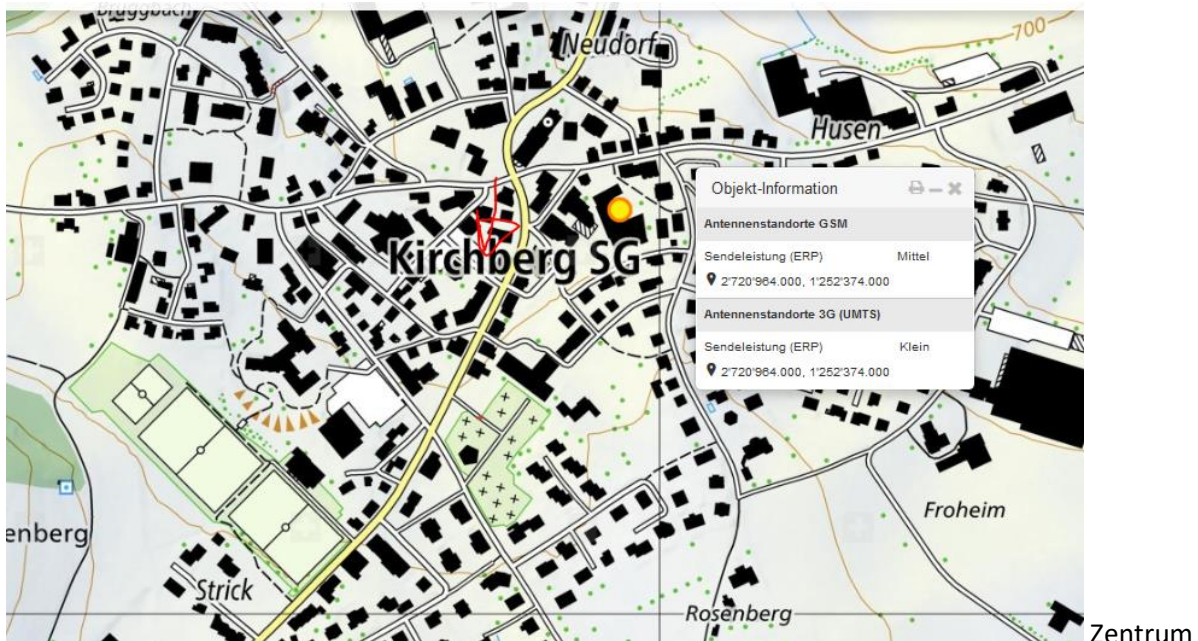 Bruggbach
Neudorf
700
Husen
Objekt-Information
Antennenstandorte GSM
Sendeleistung (ERP) Mittel
2'720'964.000, 1'252'374.000
Antennenstandorte 3G (UMTS)
Sendeleistung (ERP) Klein
2'720'964.000, 1'252'374.000
Kirchberg SG
enberg
Froheim
Strick
Rosenberg
Zentrum